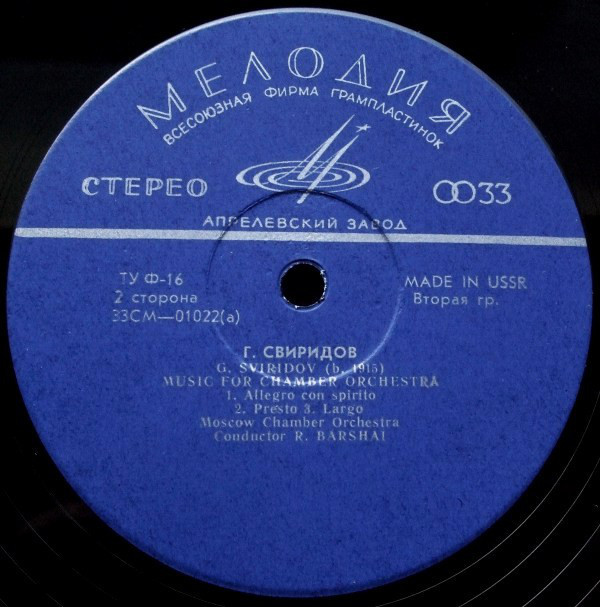 МЕЛОДИЯ
ВСЕСОЮЗНАЯ ФИРМА ГРАМПЛАСТИНОК
СТЕРЕО
33
АПРЕЛЕВСКИЙ ЗАВОД
ТУ Ф-16
MADE IN USSR
2 сторона
Вторая гр.
33СМ—01022(а)
Г. СВИРИДОВ
G. SVIRIDOV (b. 1915)
MUSIC FOR CHAMBER ORCHESTRA
1. Allegro con spirito
2. Presto 3. Largo
Moscow Chamber Orchestra
Conductor R. BARSHAI